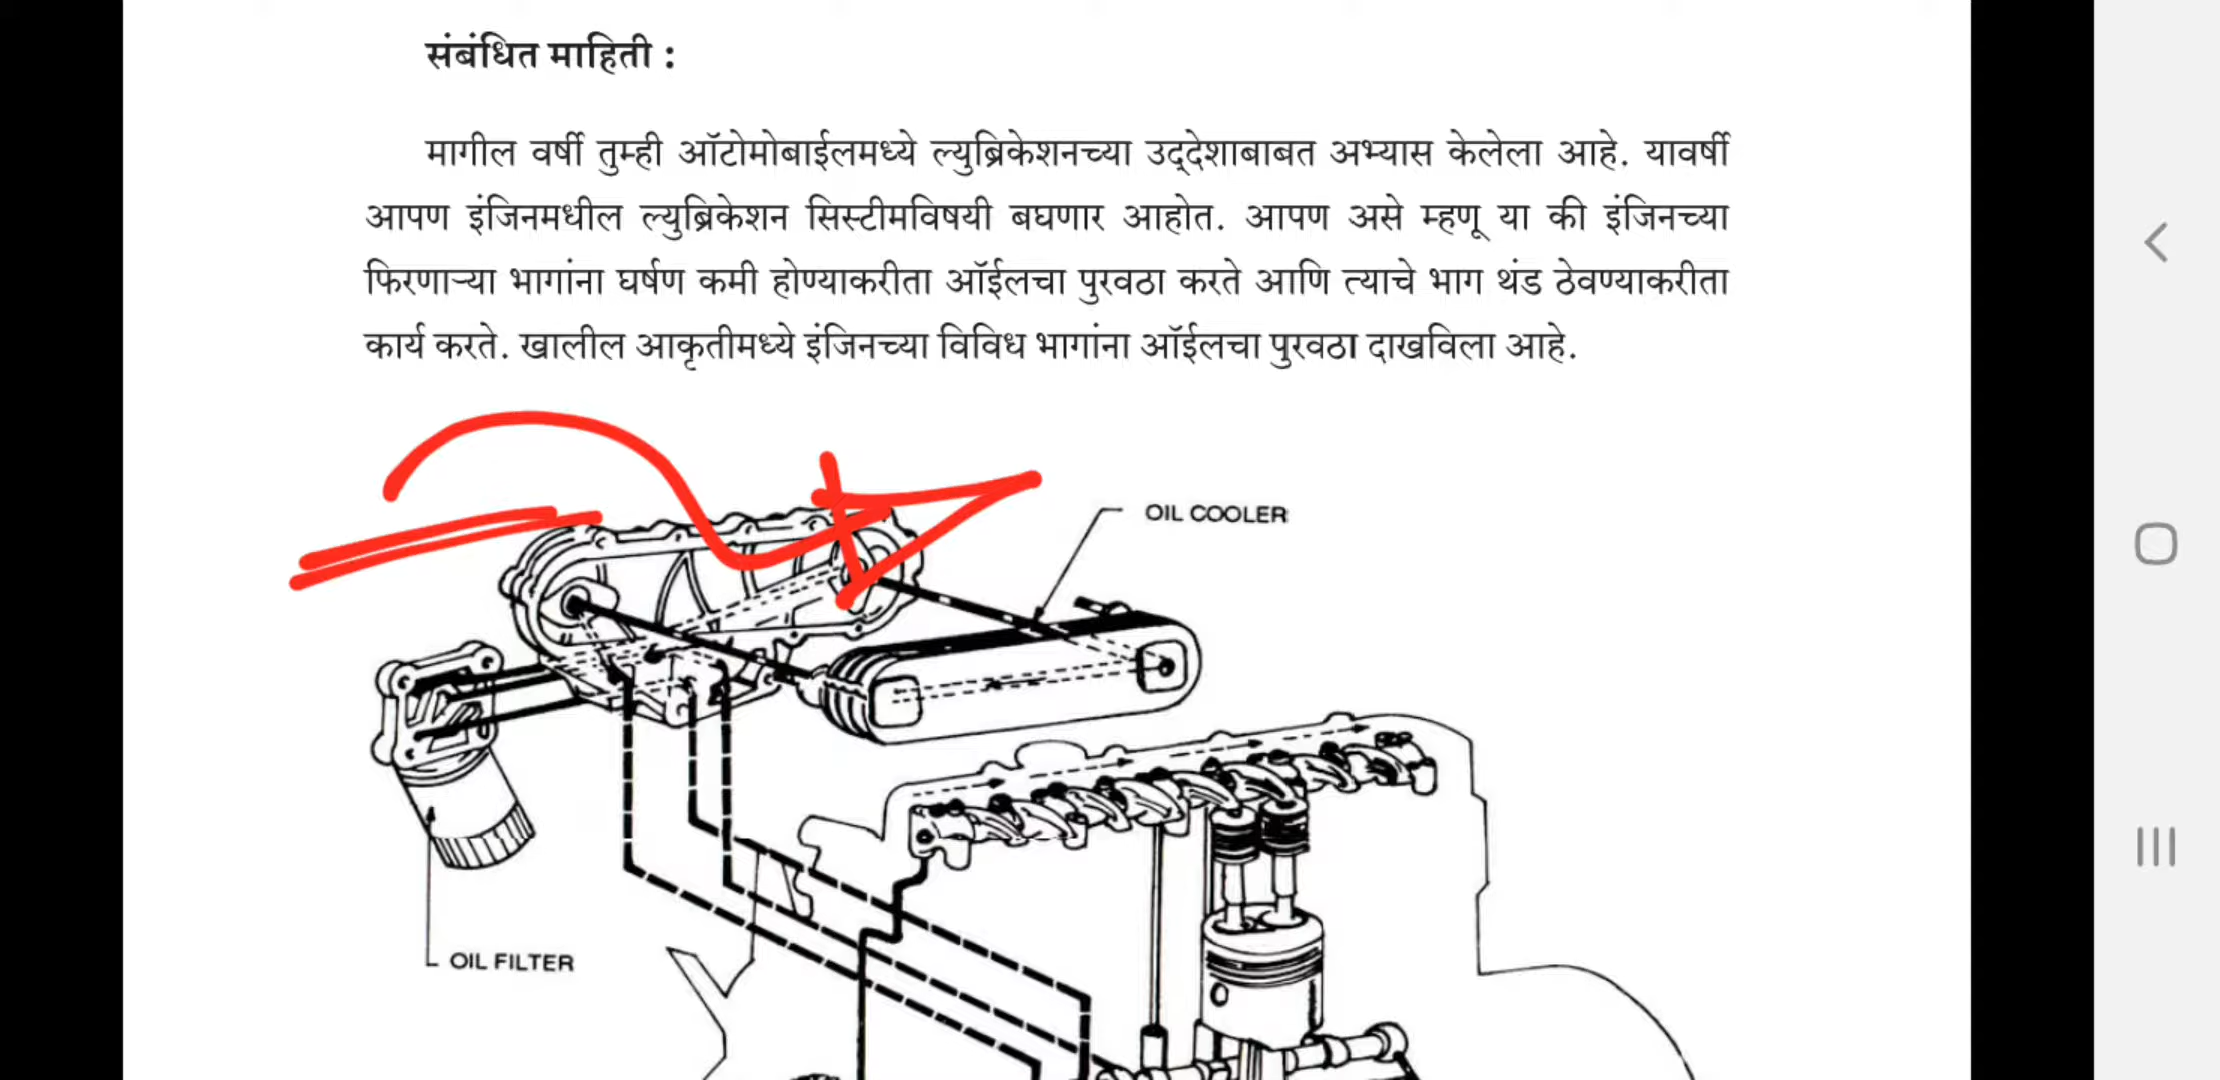 संबंधित माहिती :
मागील वर्षी तुम्ही ऑटोमोबाईलमध्ये ल्युब्रिकेशनच्या उद्‌देशाबाबत अभ्यास केलेला आहे. यावर्षी
आपण इंजिनमधील ल्युब्रिकेशन सिस्टीमविषयी बघणार आहोत. आपण असे म्हणू या की इंजिनच्या
फिरणाऱ्या भागांना घर्षण कमी होण्याकरीता ऑईलचा पुरवठा करते आणि त्याचे भाग थंड ठेवण्याकरीता
कार्य करते. खालील आकृतीमध्ये इंजिनच्या विविध भागांना ऑईलचा पुरवठा दाखविला आहे.
OIL COOLER
OIL FILTER